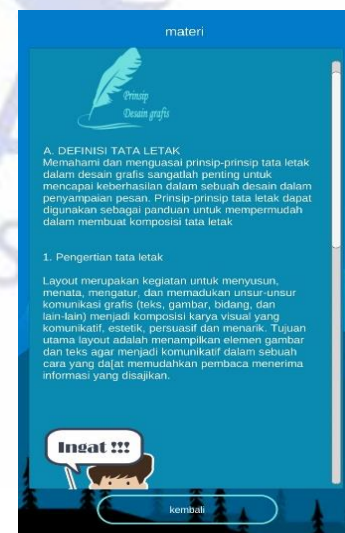 materi
Prinsip
Desain grafis
A. DEFINISI TATA LETAK
Memahami dan menguasai prinsip-prinsip tata letak
dalam desain grafis sangatlah penting untuk
mencapai keberhasilan dalam sebuah desain dalam
penyampaian pesan. Prinsip-prinsip tata letak dapat
digunakan sebagai panduan untuk mempermudah
dalam membuat komposisi tata letak
1. Pengertian tata letak
Layout merupakan kegiatan untuk menyusun,
menata, mengatur, dan memadukan unsur-unsur
komunikasi grafis (teks, gambar, bidang, dan
lain-lain) menjadi komposisi karya visual yang
komunikatif, estetik, persuasif dan menarik. Tujuan
utama layout adalah menampilkan elemen gambar
dan teks agar menjadi komunikatif dalam sebuah
cara yang da[at memudahkan pembaca menerima
informasi yang disajikan.
Ingat !!!
kembali